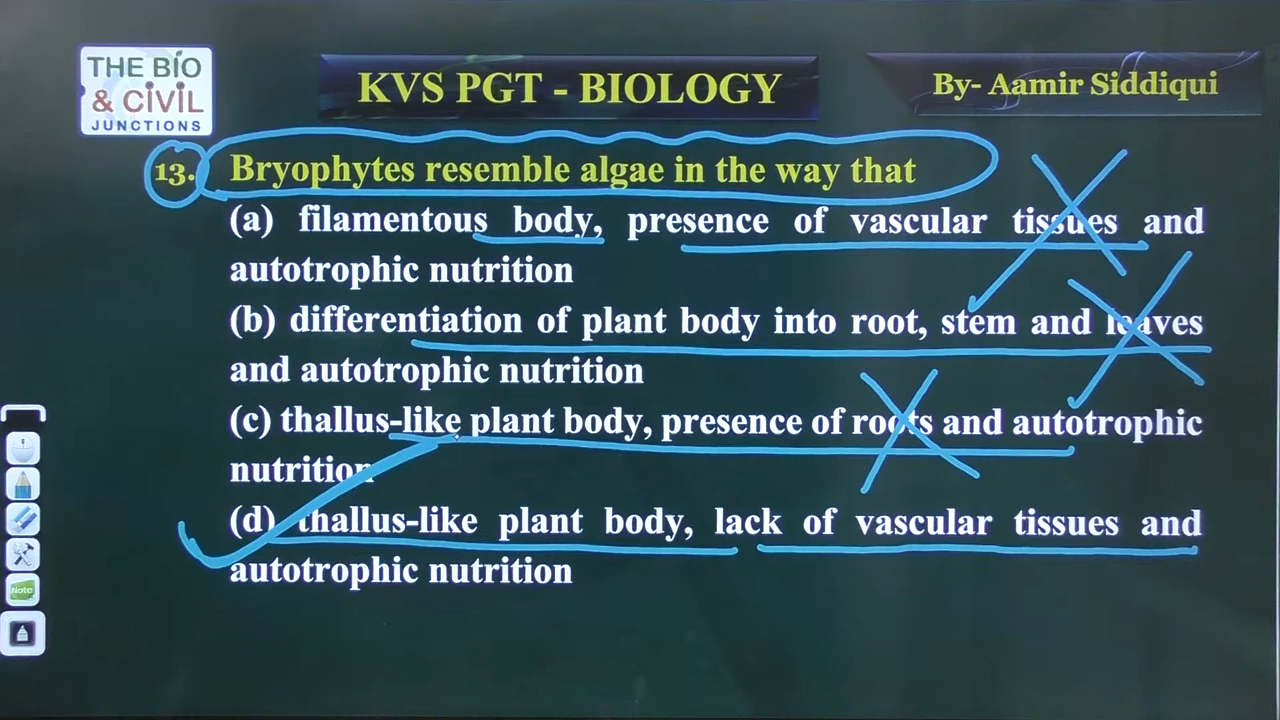 THE BIO
& CIVIL
JUNCTIONS
KVS PGT - BIOLOGY
By- Aamir Siddiqui
13. Bryophytes resemble algae in the way that
(a) filamentous body, presence of vascular tissues and
autotrophic nutrition
(b) differentiation of plant body into root, stem and leaves
and autotrophic nutrition
(c) thallus-like plant body, presence of roots and autotrophic
nutrition
(d) thallus-like plant body, lack of vascular tissues and
autotrophic nutrition
Note